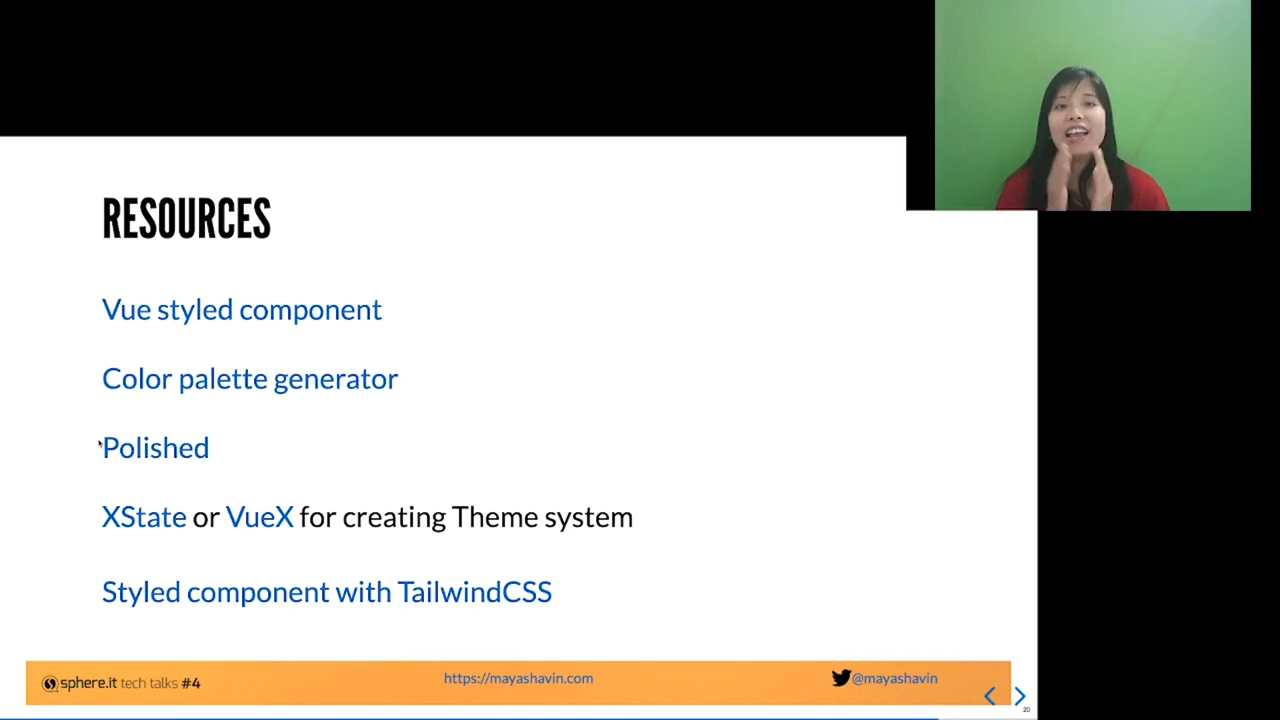 RESOURCES
Vue styled component
Color palette generator
Polished
XState or VueX for creating Theme system
Styled component with TailwindCSS
sphere.it tech talks #4
https://mayashavin.com
@mayashavin
20